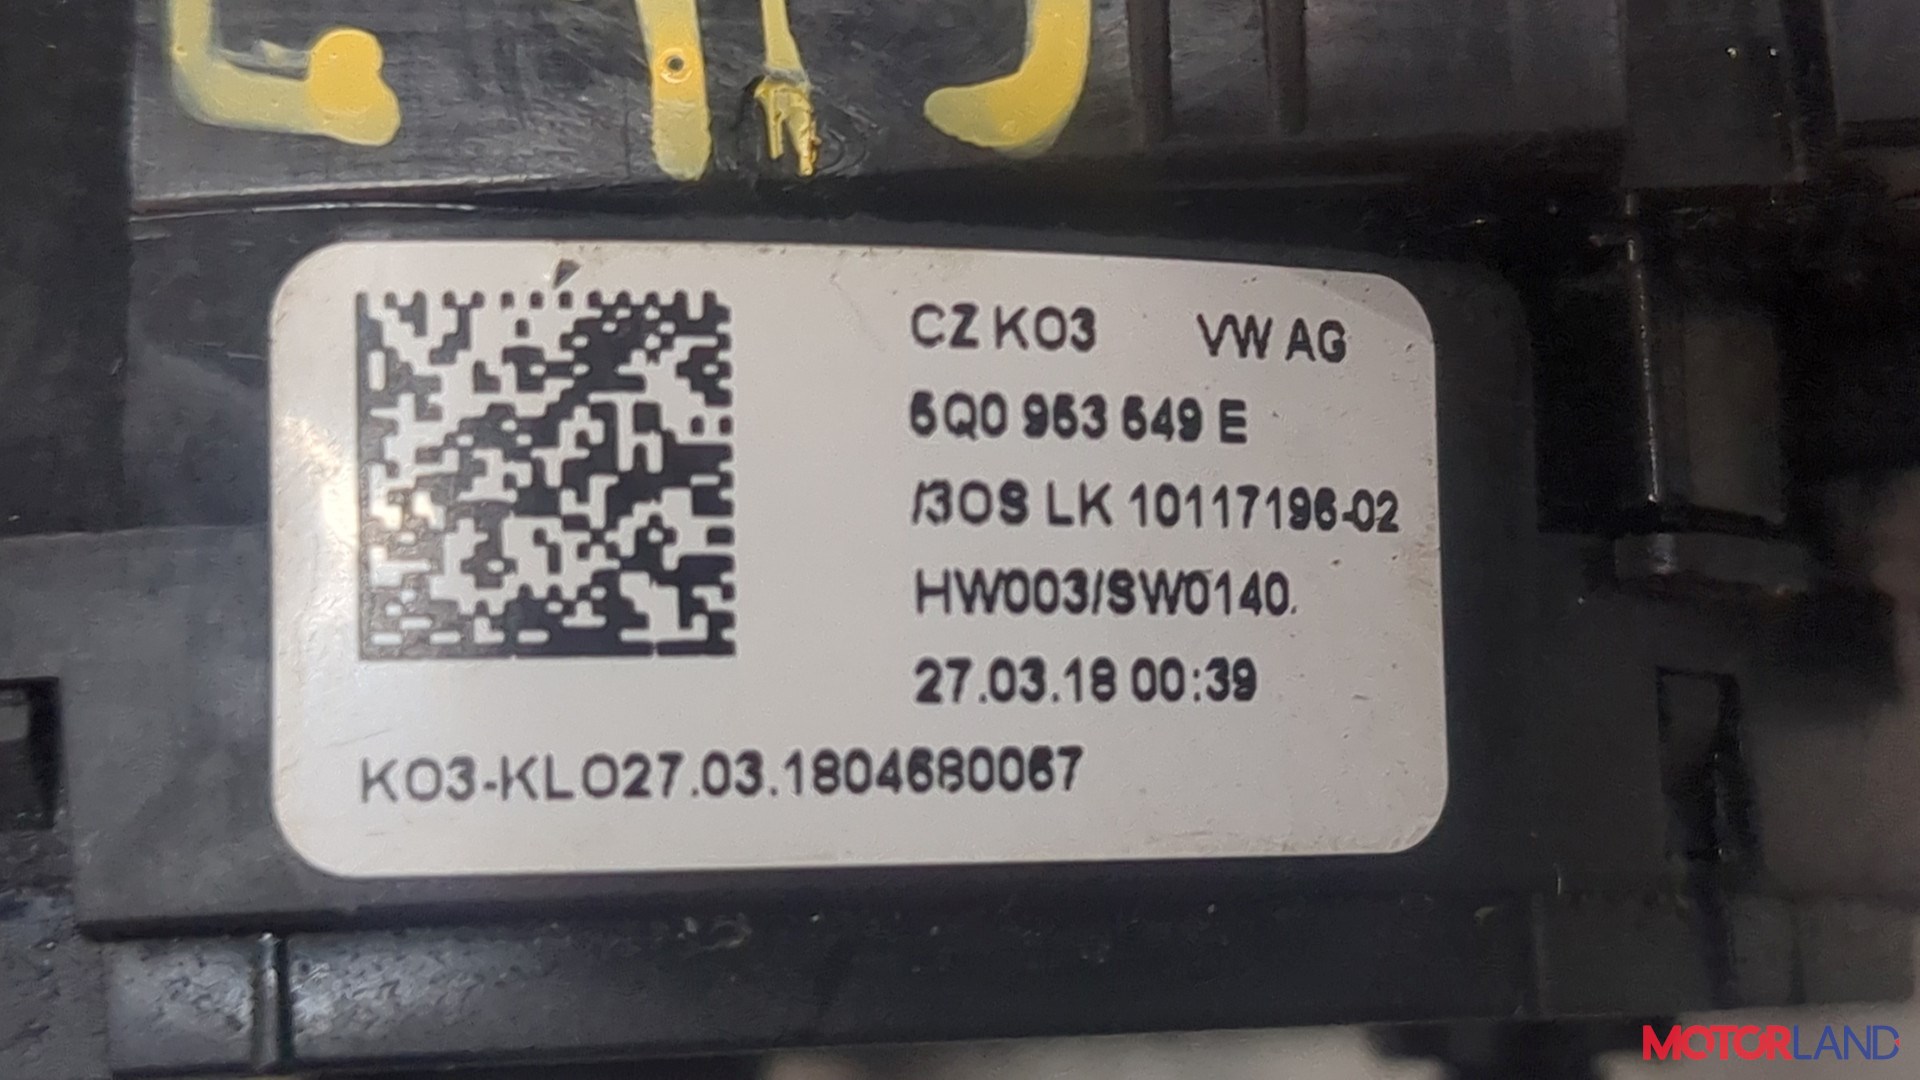 CZ KO3 VW AG
5Q0 953 549 E
/3OS LK 10117196-02
HW003/SW0140.
27.03.18 00:39
KO3-KLO27.03.1804680067
MOTORLAND